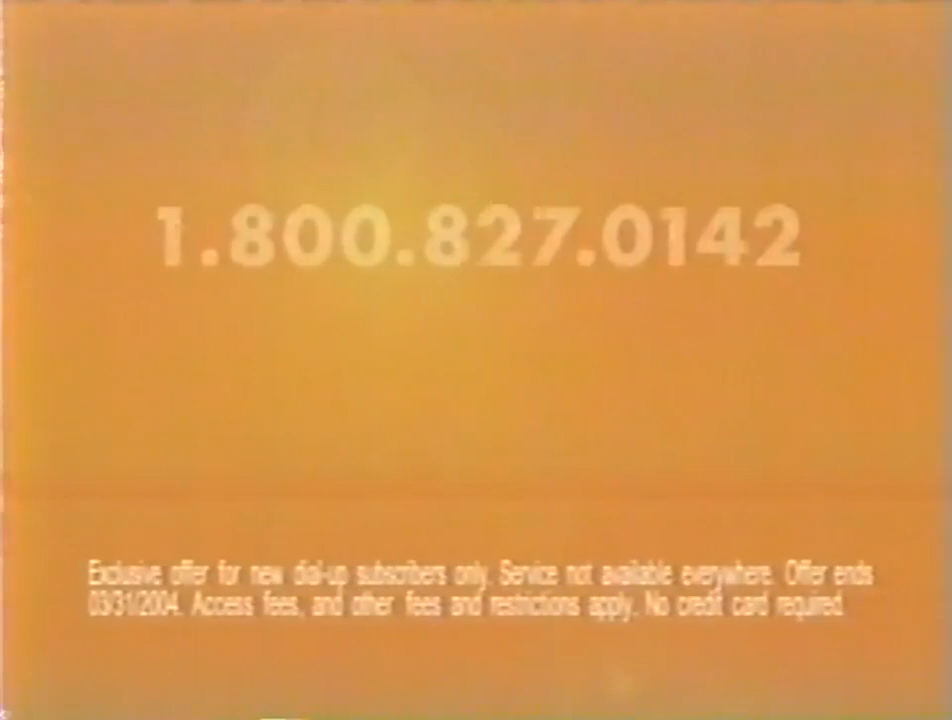 1.800.827.0142
Exclusive offer for new dial-up subscribers only. Service not available everywhere. Offer ends
03/31/2004. Access fees, and other fees and restrictions apply. No credit card required.